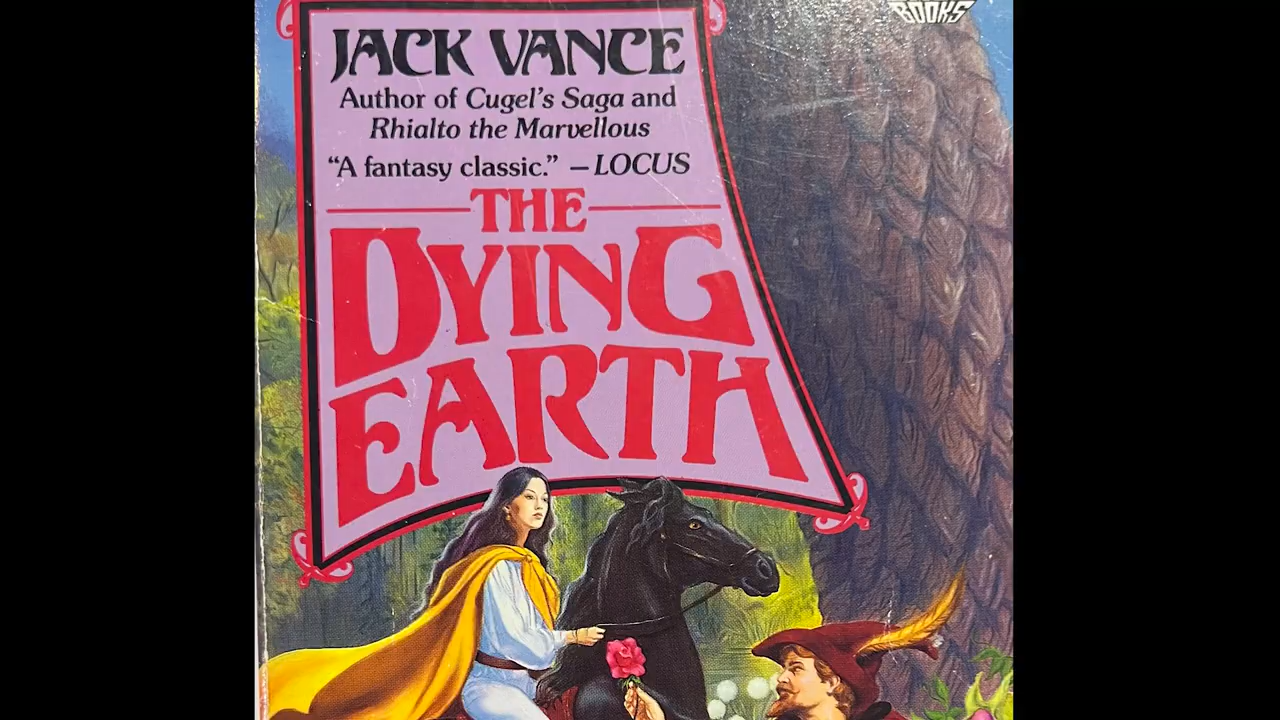 BOOKS
JACK VANCE
Author of Cugel's Saga and
Rhialto the Marvellous
“A fantasy classic.” —LOCUS
THE
DYING
EARTH